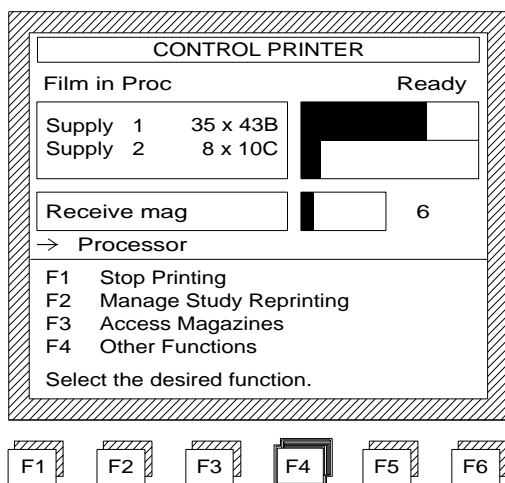 CONTROL PRINTER
Film in Proc Ready
Supply 1 35 x 43B
Supply 2 8 x 10C
Receive mag 6
→ Processor
F1 Stop Printing
F2 Manage Study Reprinting
F3 Access Magazines
F4 Other Functions
Select the desired function.
F1 F2 F3 F4 F5 F6